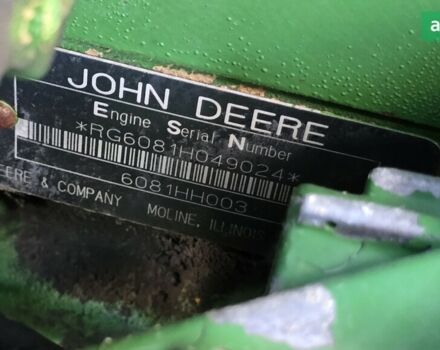 JOHN DEERE
Engine Serial Number
*RG6081H049024*
6081HH003
ERE & COMPANY MOLINE, ILLINOIS
a